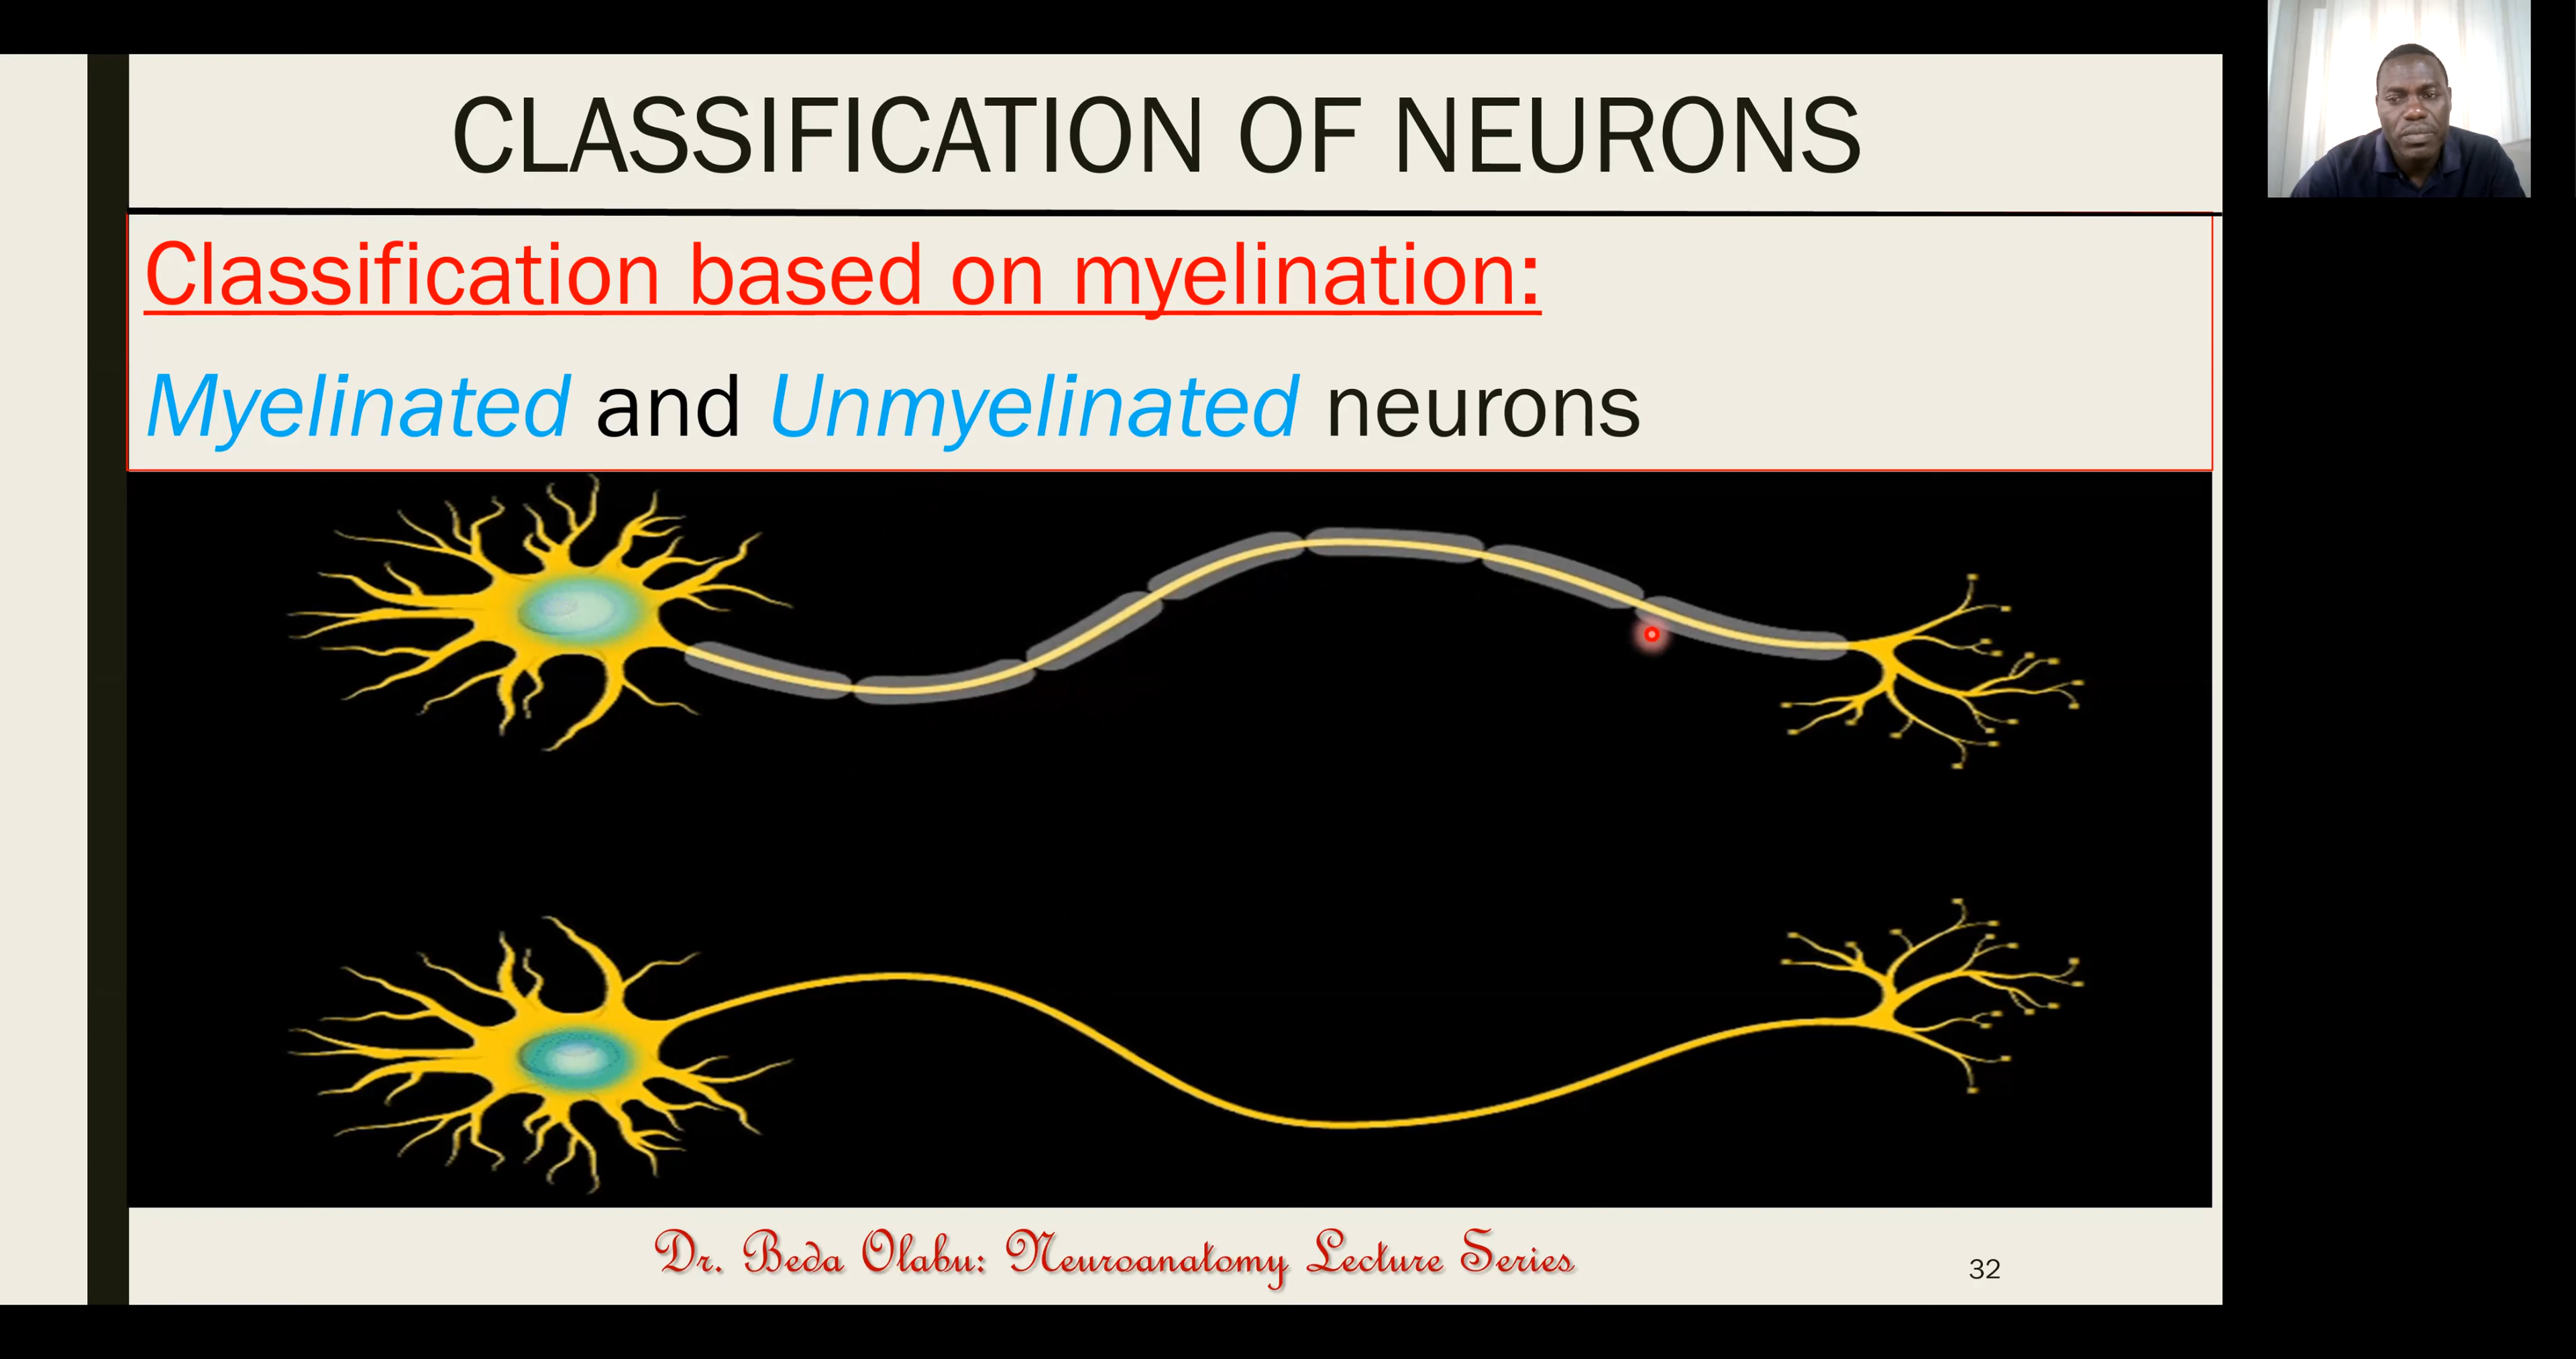 CLASSIFICATION OF NEURONS
Classification based on myelination:
Myelinated and Unmyelinated neurons
Dr. Beda Olabu: Neuroanatomy Lecture Series
32